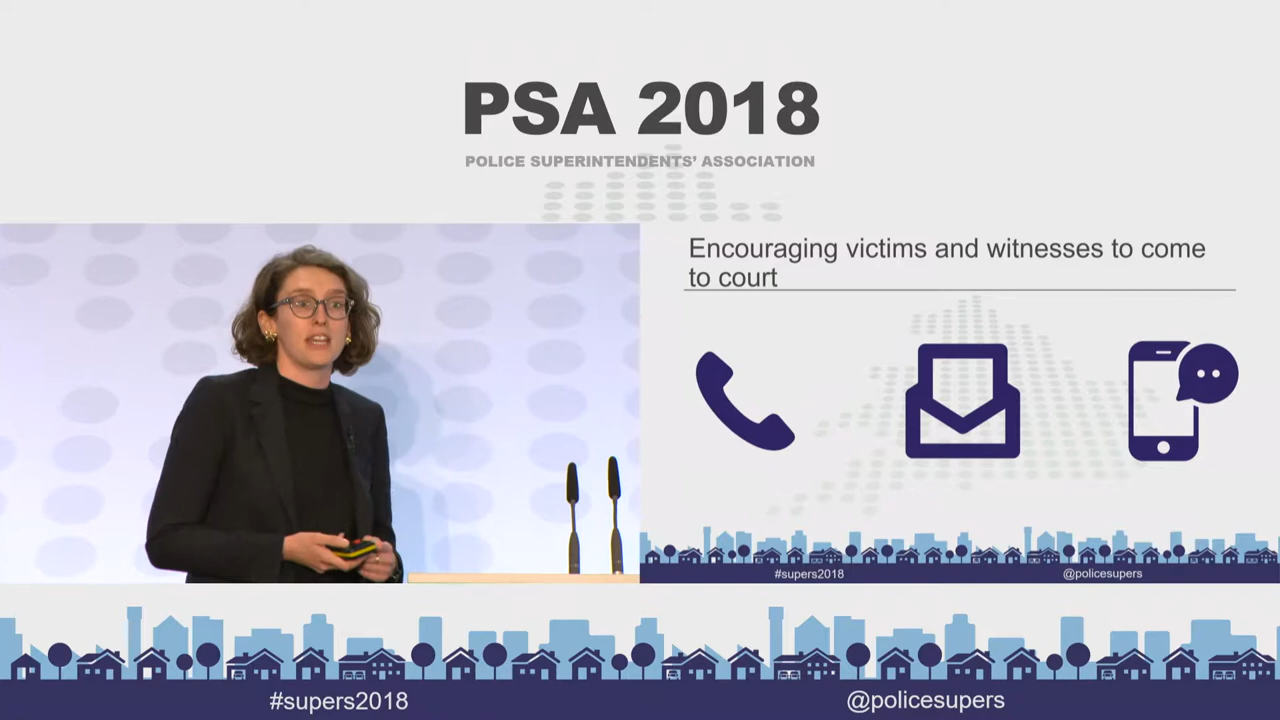 PSA 2018
POLICE SUPERINTENDENTS' ASSOCIATION
Encouraging victims and witnesses to come
to court
#supers2018
@policesupers
#supers2018
@policesupers